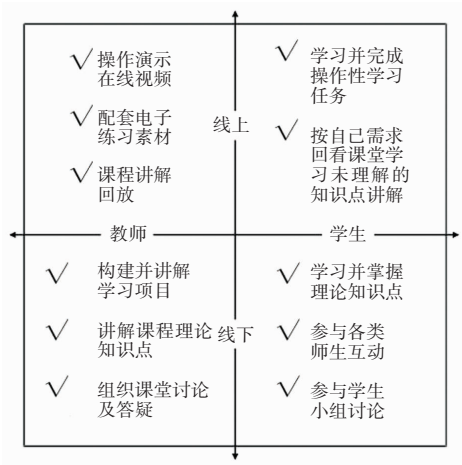 操作演示
在线视频
配套电子
练习素材
课程讲解
回放
学习并完成
操作性学习
任务
按自己需求
回看课堂学
习未理解的
知识点讲解
线上
教师
学生
线下
构建并讲解
学习项目
讲解课程理论
知识点
组织课堂讨论
及答疑
学习并掌握
理论知识点
参与各类
师生互动
参与学生
小组讨论